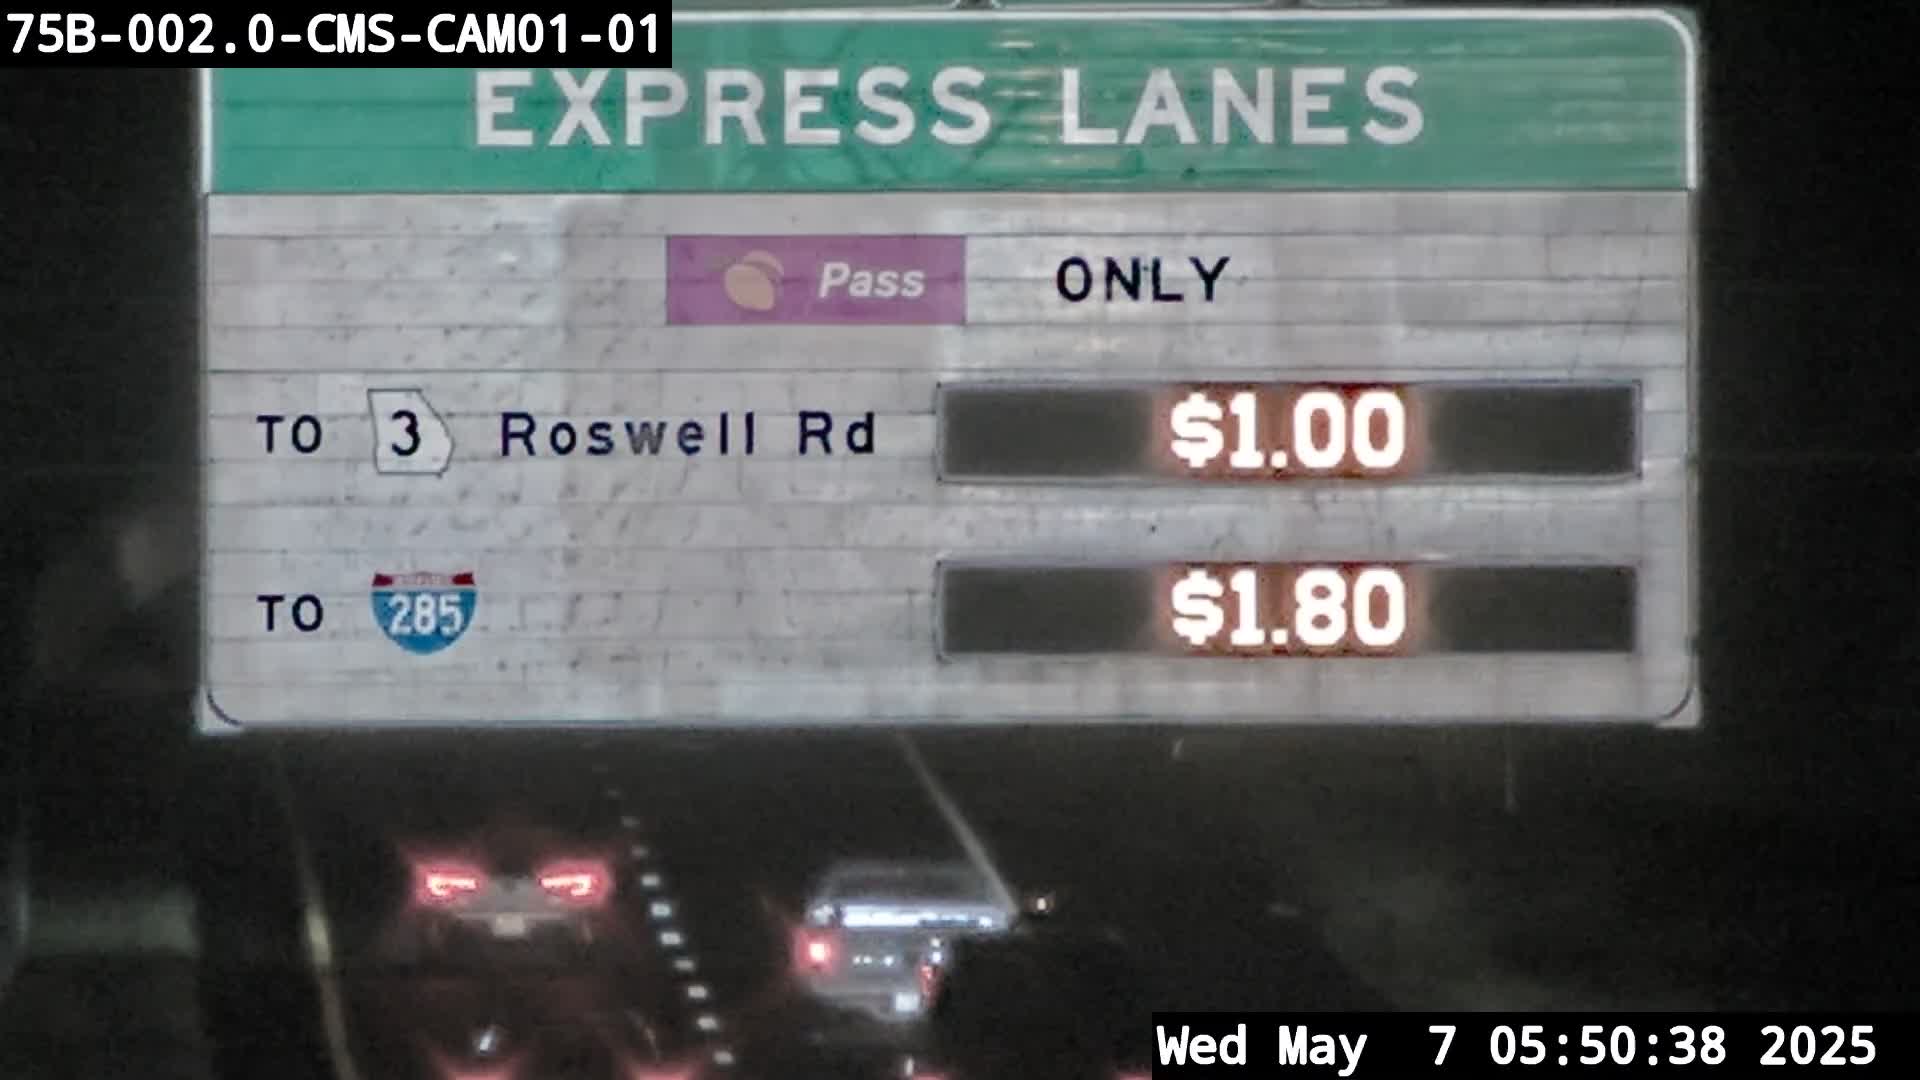 75B-002.0-CMS-CAM01-01
EXPRESS LANES
Pass ONLY
TO 3 Roswell Rd $1.00
TO 285 $1.80
Wed May 7 05:50:38 2025